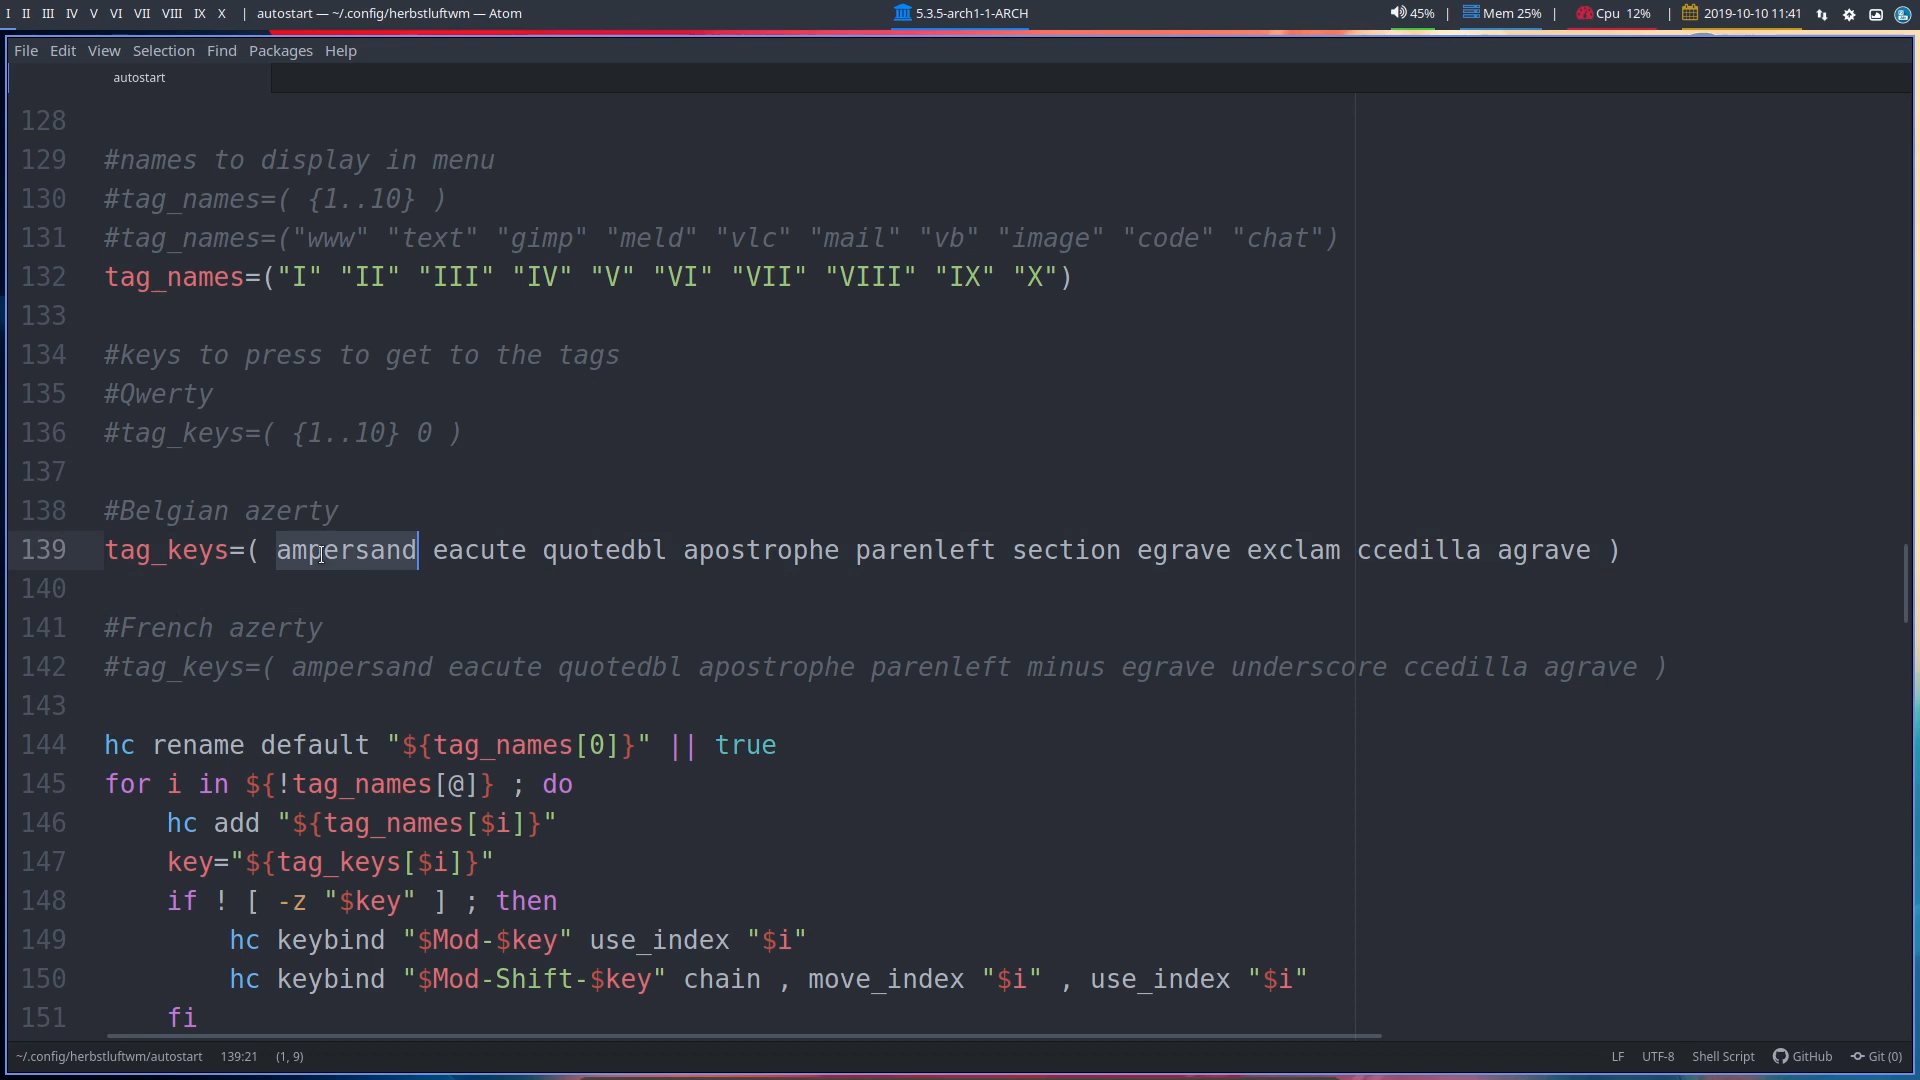 I II III IV V VI VII VIII IX X | autostart — ~/.config/herbstluftwm — Atom 5.3.5-arch1-1-ARCH 45% | Mem 25% | Cpu 12% | 2019-10-10 11:41
File Edit View Selection Find Packages Help
autostart
128
129 #names to display in menu
130 #tag_names=( {1..10} )
131 #tag_names=("www" "text" "gimp" "meld" "vlc" "mail" "vb" "image" "code" "chat")
132 tag_names=("I" "II" "III" "IV" "V" "VI" "VII" "VIII" "IX" "X")
133
134 #keys to press to get to the tags
135 #Qwerty
136 #tag_keys=( {1..10} 0 )
137
138 #Belgian azerty
139 tag_keys=( ampersand eacute quotedbl apostrophe parenleft section egrave exclam ccedilla agrave )
140
141 #French azerty
142 #tag_keys=( ampersand eacute quotedbl apostrophe parenleft minus egrave underscore ccedilla agrave )
143
144 hc rename default "${tag_names[0]}" || true
145 for i in ${!tag_names[@]} ; do
146 hc add "${tag_names[$i]}"
147 key="${tag_keys[$i]}"
148 if ! [ -z "$key" ] ; then
149 hc keybind "$Mod-$key" use_index "$i"
150 hc keybind "$Mod-Shift-$key" chain , move_index "$i" , use_index "$i"
151 fi
~/.config/herbstluftwm/autostart 139:21 (1, 9) LF UTF-8 Shell Script GitHub Git (0)